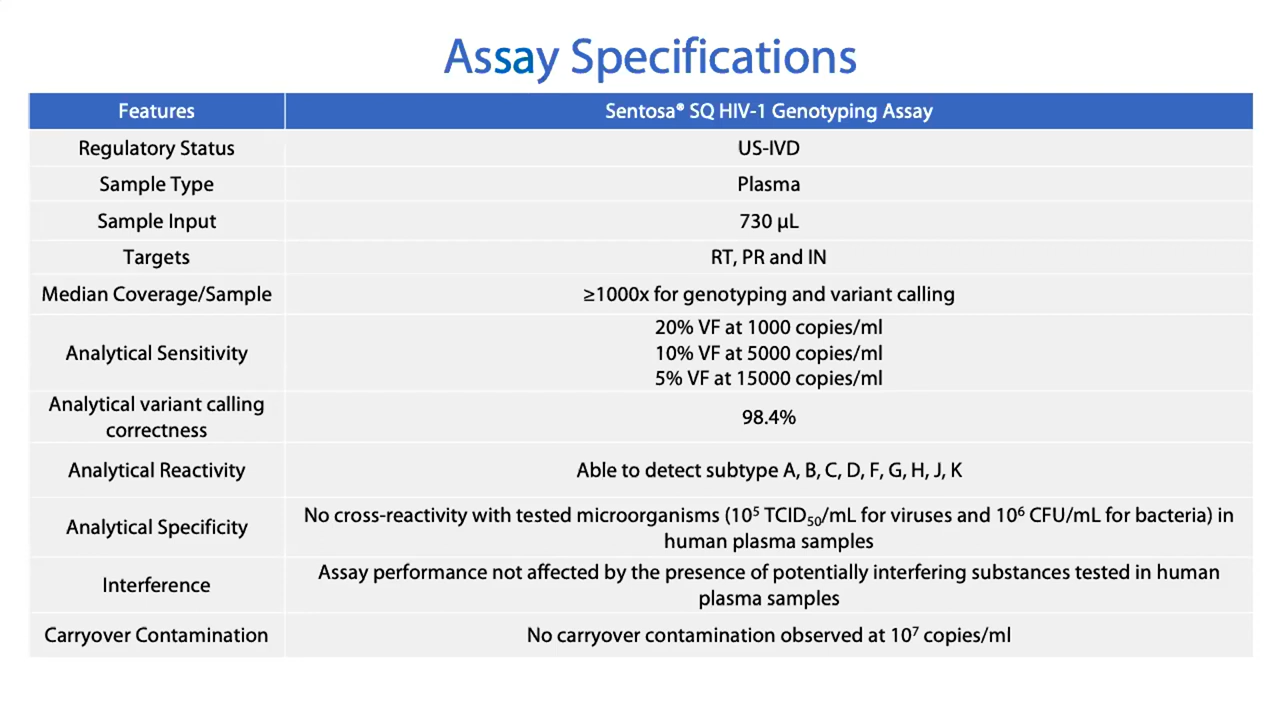 Assay Specifications
Features
Sentosa® SQ HIV-1 Genotyping Assay
Regulatory Status
US-IVD
Sample Type
Plasma
Sample Input
730 µL
Targets
RT, PR and IN
Median Coverage/Sample
≥1000x for genotyping and variant calling
Analytical Sensitivity
20% VF at 1000 copies/ml
10% VF at 5000 copies/ml
5% VF at 15000 copies/ml
Analytical variant calling
correctness
98.4%
Analytical Reactivity
Able to detect subtype A, B, C, D, F, G, H, J, K
Analytical Specificity
No cross-reactivity with tested microorganisms (10⁵ TCID₅₀/mL for viruses and 10⁶ CFU/mL for bacteria) in
human plasma samples
Interference
Assay performance not affected by the presence of potentially interfering substances tested in human
plasma samples
Carryover Contamination
No carryover contamination observed at 10⁷ copies/ml